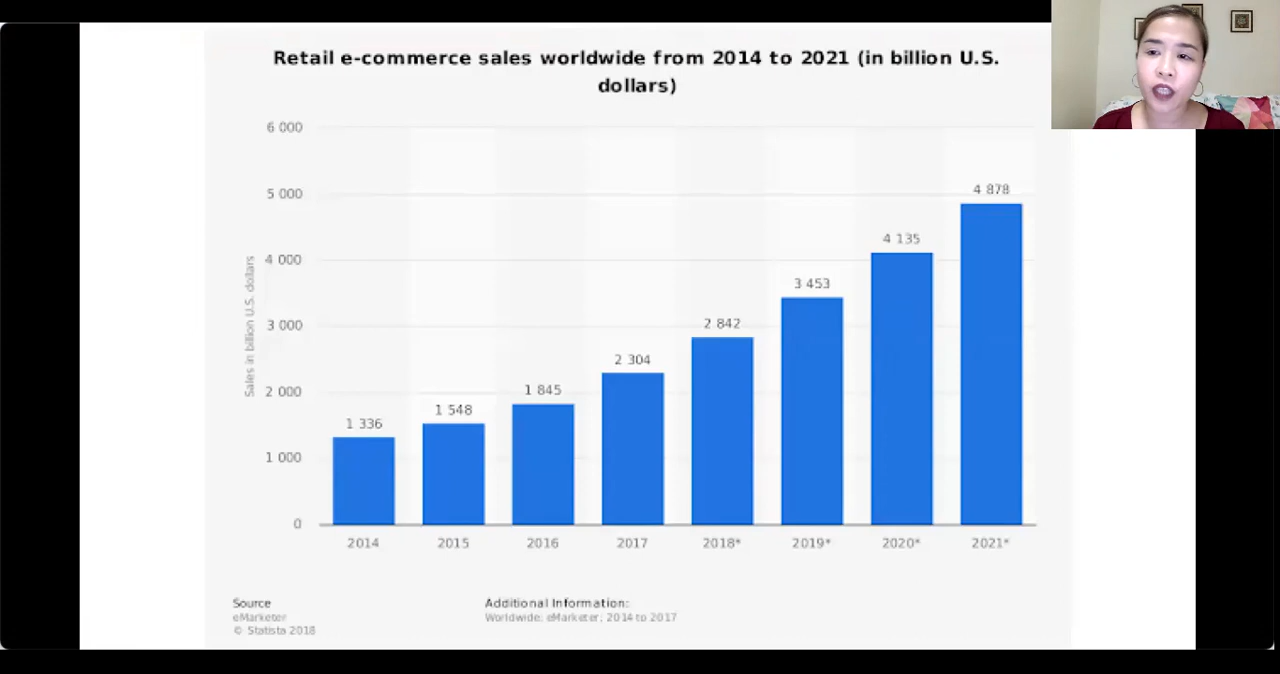 Retail e-commerce sales worldwide from 2014 to 2021 (in billion U.S.
dollars)
6 000
5 000
4 000
3 000
2 000
1 000
0
Sales in billion U.S. dollars
1 336
1 548
1 845
2 304
2 842
3 453
4 135
4 878
2014
2015
2016
2017
2018*
2019*
2020*
2021*
Source
eMarketer
© Statista 2018
Additional Information:
Worldwide; eMarketer; 2014 to 2017